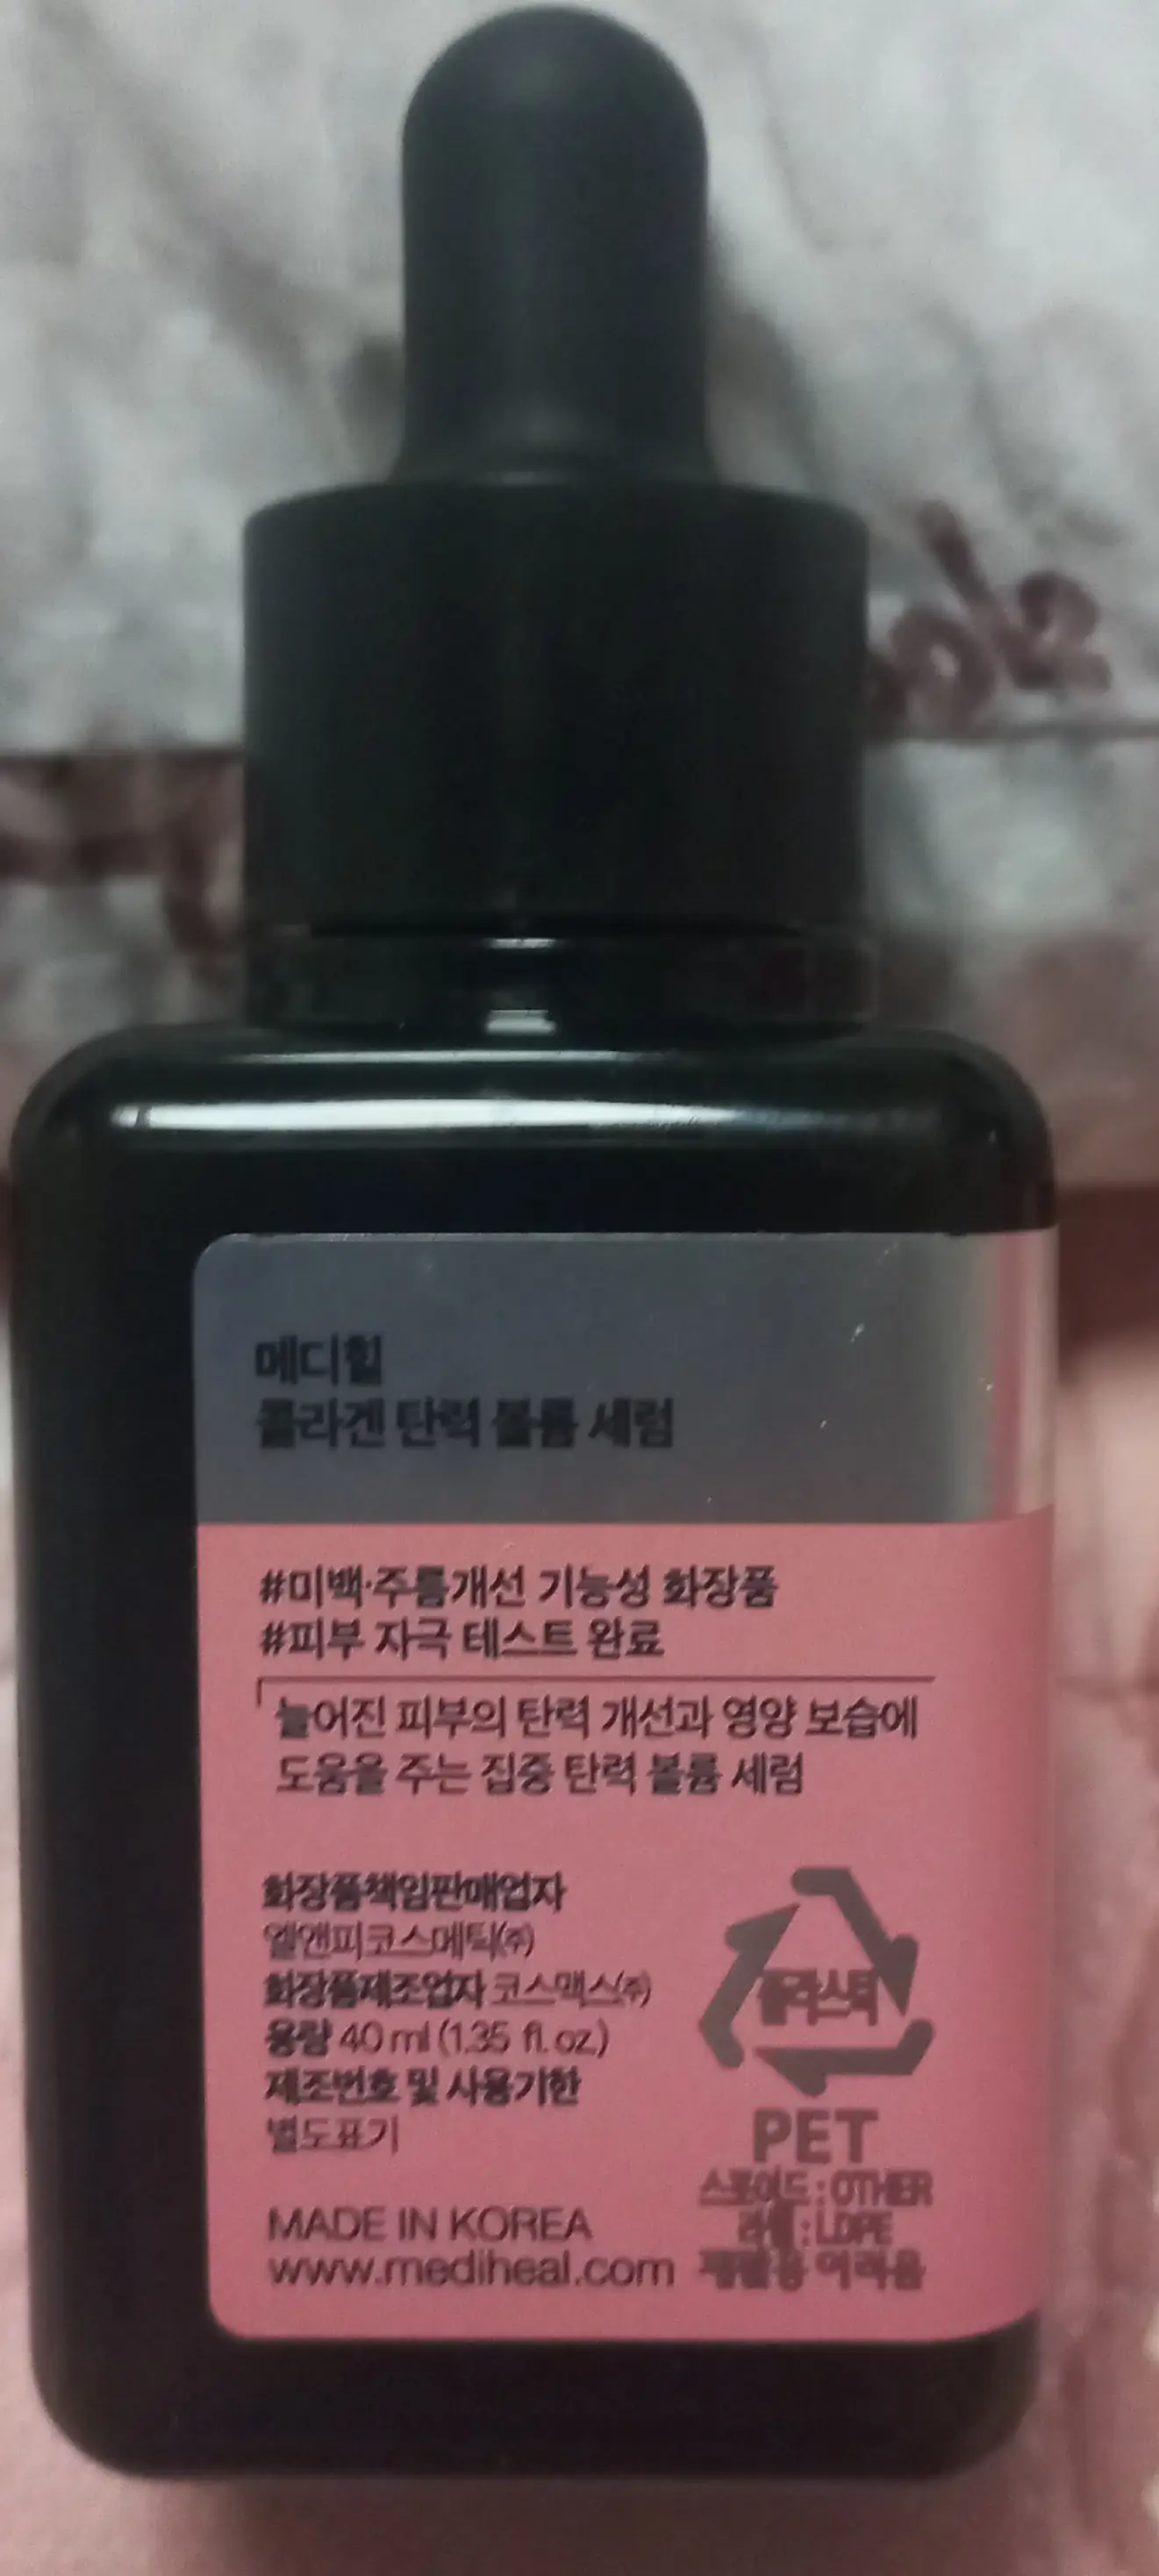 메디힐
콜라겐 탄력 볼륨 세럼
#미백·주름개선 기능성 화장품
#피부 자극 테스트 완료
늘어진 피부의 탄력 개선과 영양 보습에
도움을 주는 집중 탄력 볼륨 세럼
화장품책임판매업자
엘앤피코스메틱㈜
화장품제조업자 코스맥스㈜
용량 40 ml (1.35 fl. oz.)
제조번호 및 사용기한
별도표기
MADE IN KOREA
www.mediheal.com
플라스틱
PET
스포이드 : OTHER
라벨 : LDPE
재활용 어려움